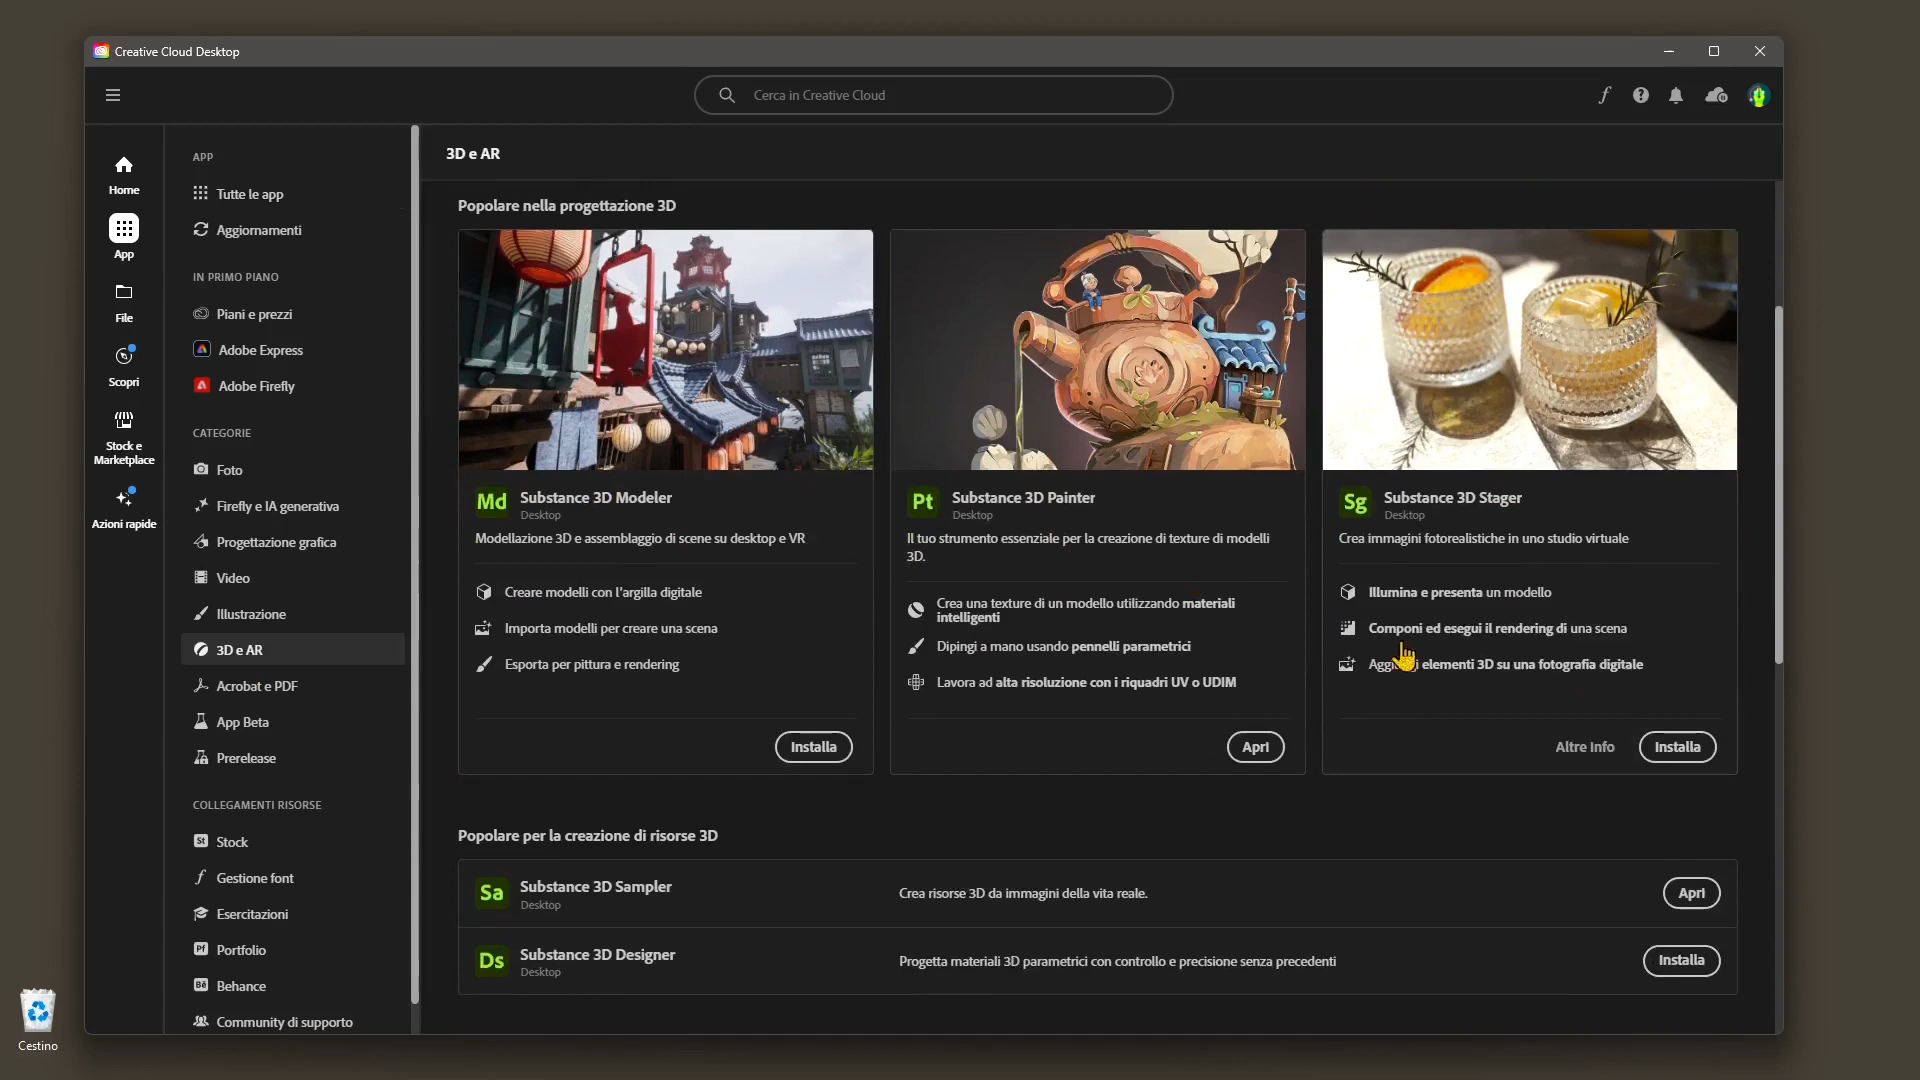 Creative Cloud Desktop
Cerca in Creative Cloud
Home
App
File
Scopri
Stock e
Marketplace
Azioni rapide
APP
Tutte le app
Aggiornamenti
IN PRIMO PIANO
Piani e prezzi
Adobe Express
Adobe Firefly
CATEGORIE
Foto
Firefly e IA generativa
Progettazione grafica
Video
Illustrazione
3D e AR
Acrobat e PDF
App Beta
Prerelease
COLLEGAMENTI RISORSE
St Stock
Gestione font
Esercitazioni
Pf Portfolio
Bē Behance
Community di supporto
3D e AR
Popolare nella progettazione 3D
Md Substance 3D Modeler
Desktop
Modellazione 3D e assemblaggio di scene su desktop e VR
Creare modelli con l'argilla digitale
Importa modelli per creare una scena
Esporta per pittura e rendering
Installa
Pt Substance 3D Painter
Desktop
Il tuo strumento essenziale per la creazione di texture di modelli
3D.
Crea una texture di un modello utilizzando materiali
intelligenti
Dipingi a mano usando pennelli parametrici
Lavora ad alta risoluzione con i riquadri UV o UDIM
Apri
Sg Substance 3D Stager
Desktop
Crea immagini fotorealistiche in uno studio virtuale
Illumina e presenta un modello
Componi ed esegui il rendering di una scena
elementi 3D su una fotografia digitale
Altre info
Installa
Popolare per la creazione di risorse 3D
Sa Substance 3D Sampler
Desktop
Crea risorse 3D da immagini della vita reale.
Apri
Ds Substance 3D Designer
Desktop
Progetta materiali 3D parametrici con controllo e precisione senza precedenti
Installa
Cestino